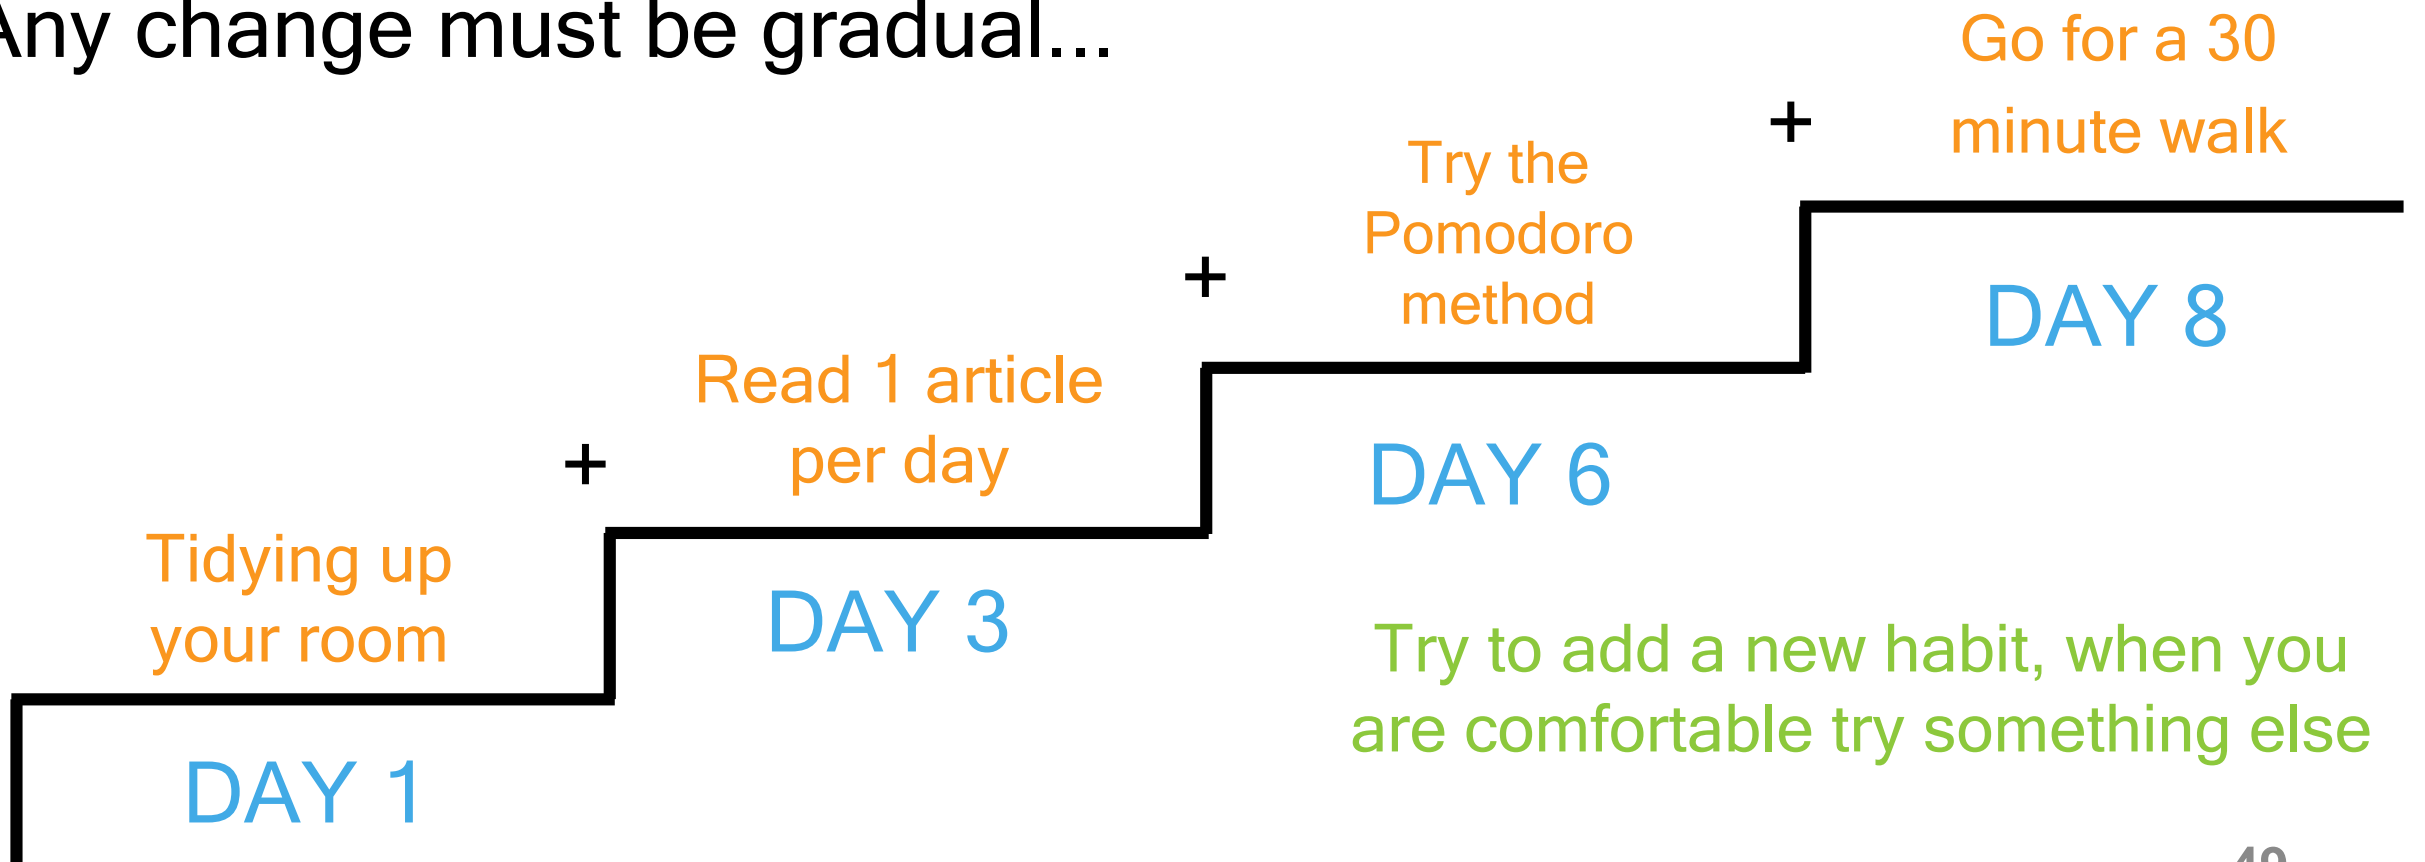 Any change must be gradual...
Go for a 30
minute walk
+
Try the
Pomodoro
method
+
DAY 8
Read 1 article
per day
+
DAY 6
Tidying up
your room
DAY 3
Try to add a new habit, when you
are comfortable try something else
DAY 1